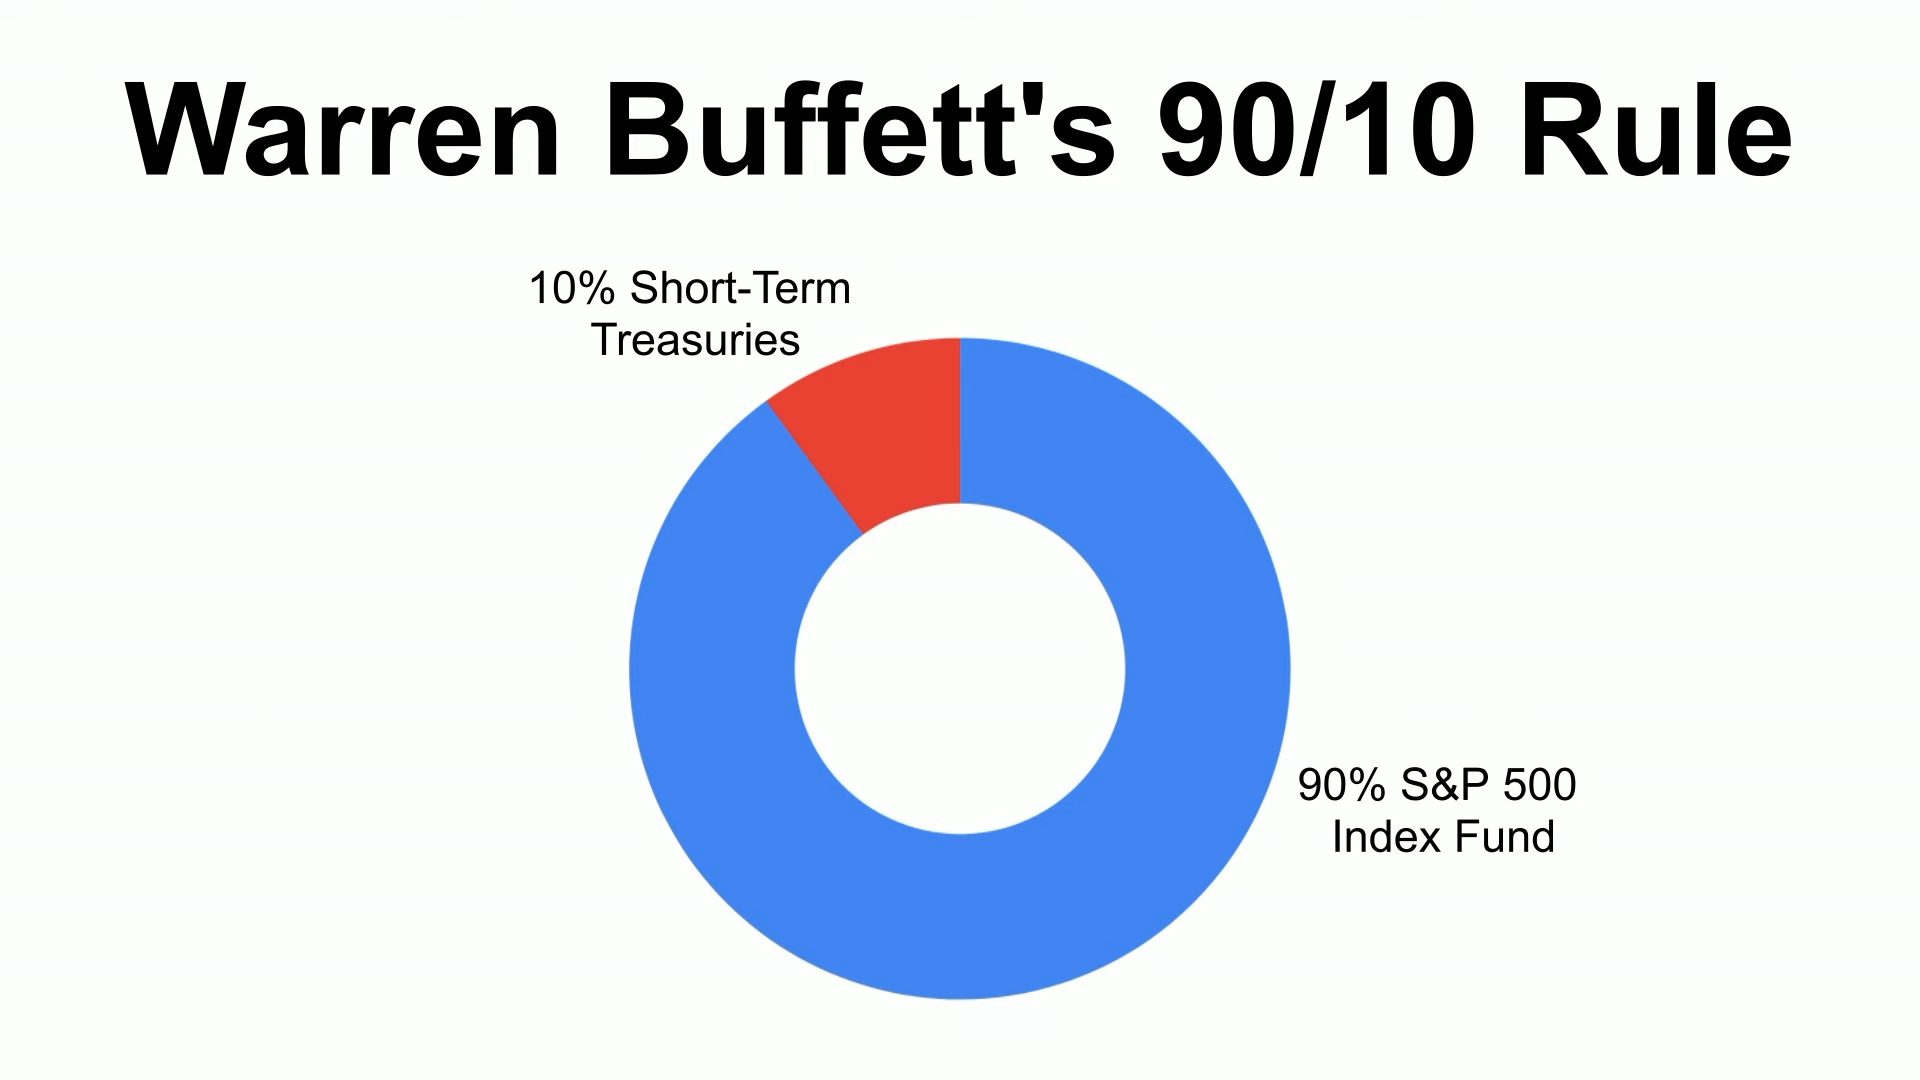 Warren Buffett's 90/10 Rule
10% Short-Term
Treasuries
90% S&P 500
Index Fund